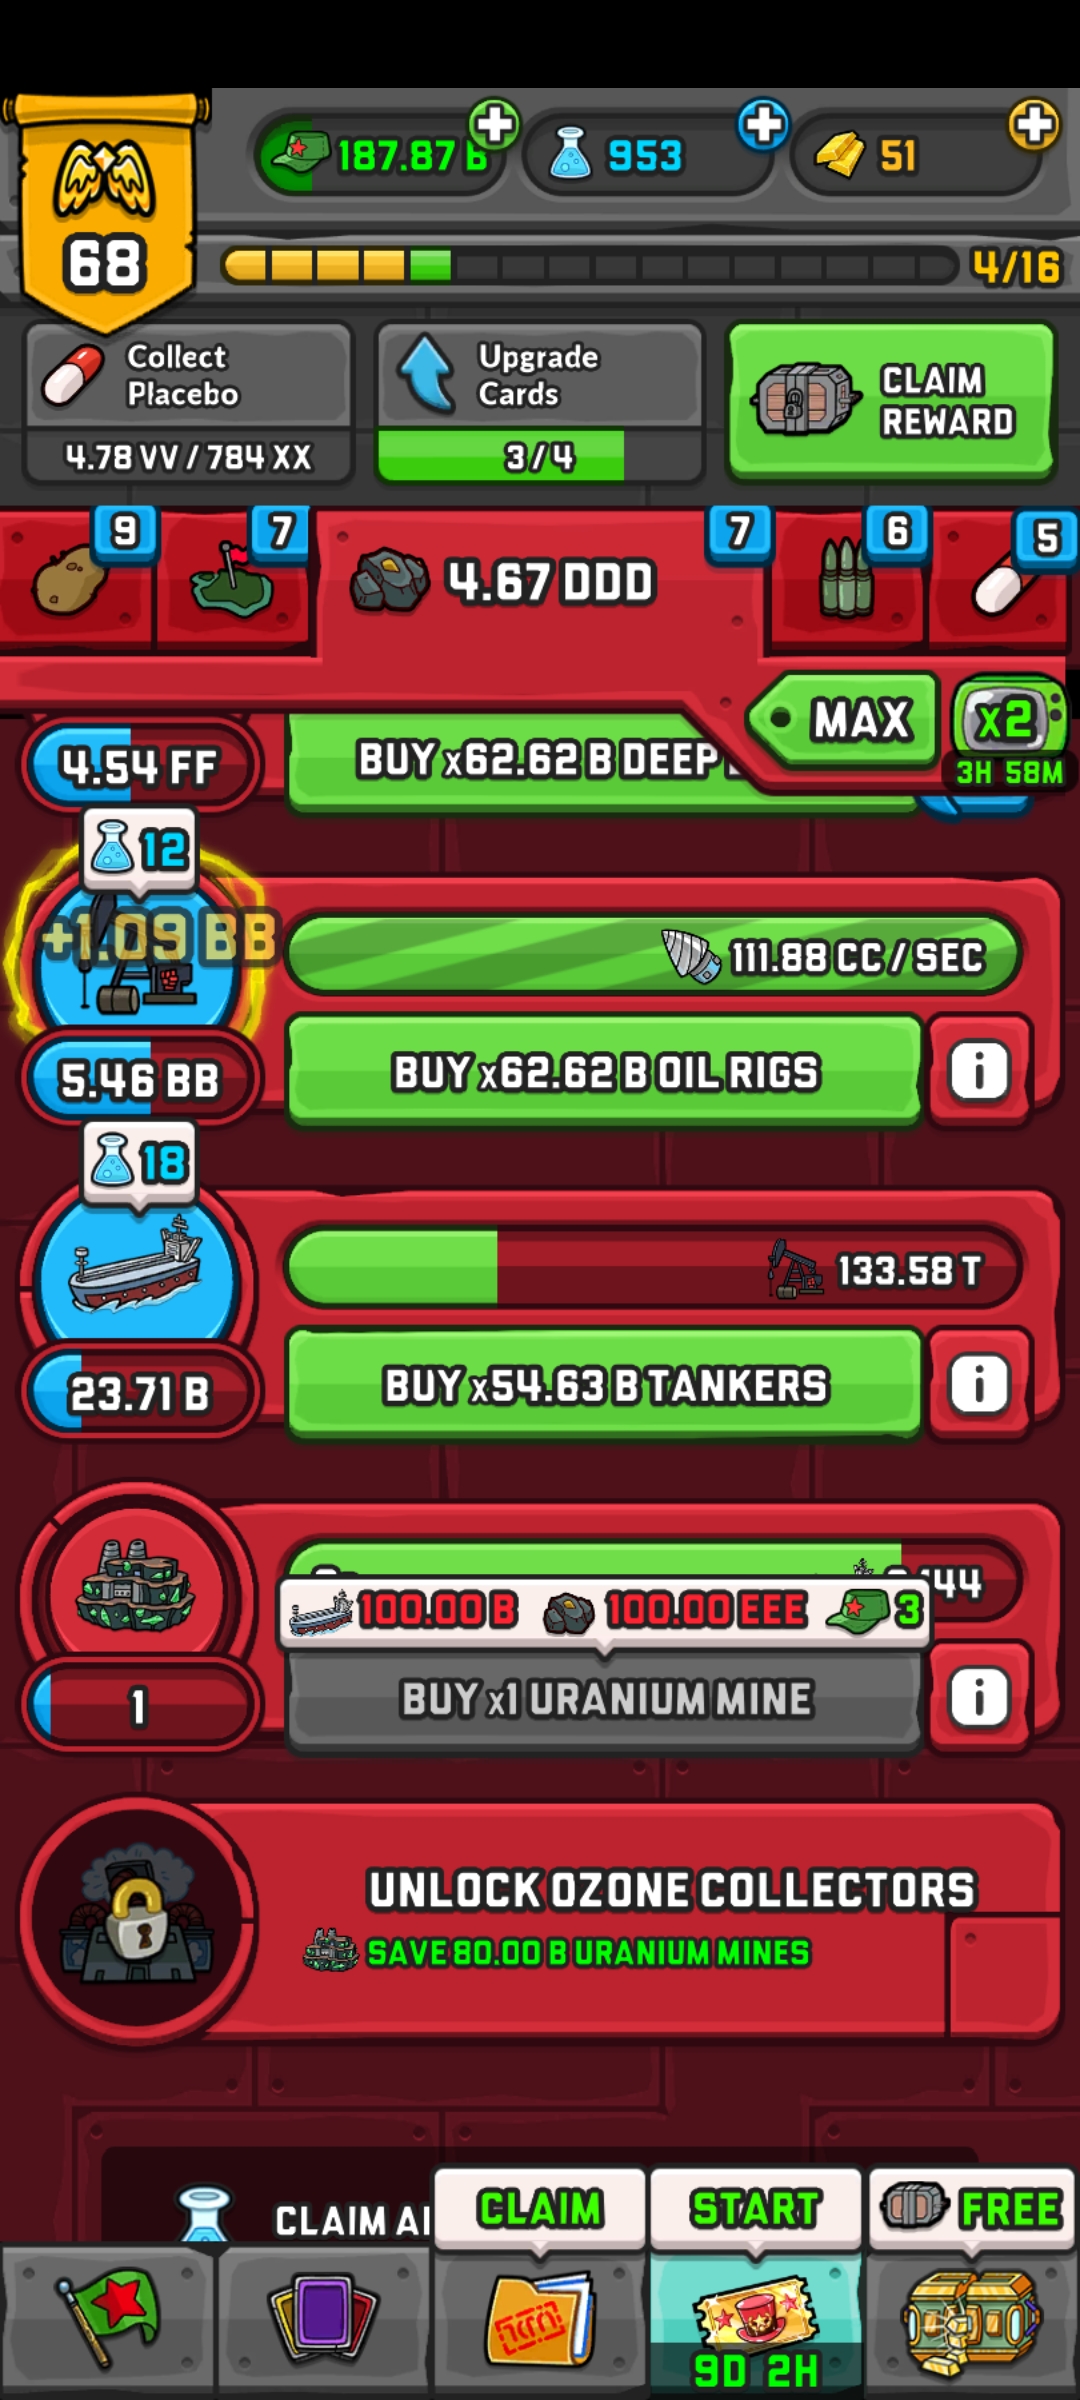 187.87 B
953
51
68
4/16
Collect
Placebo
4.78 VV / 784 XX
Upgrade
Cards
3/4
CLAIM
REWARD
9
7
4.67 DDD
7
6
5
MAX
x2
3H 58M
4.54 FF
BUY x62.62 B DEEP
12
+1.09 BB
111.88 CC / SEC
5.46 BB
BUY x62.62 B OIL RIGS
i
18
133.58 T
23.71 B
BUY x54.63 B TANKERS
i
44
100.00 B
100.00 EEE
3
1
BUY x1 URANIUM MINE
i
UNLOCK OZONE COLLECTORS
SAVE 80.00 B URANIUM MINES
CLAIM
CLAIM
START
FREE
9D 2H